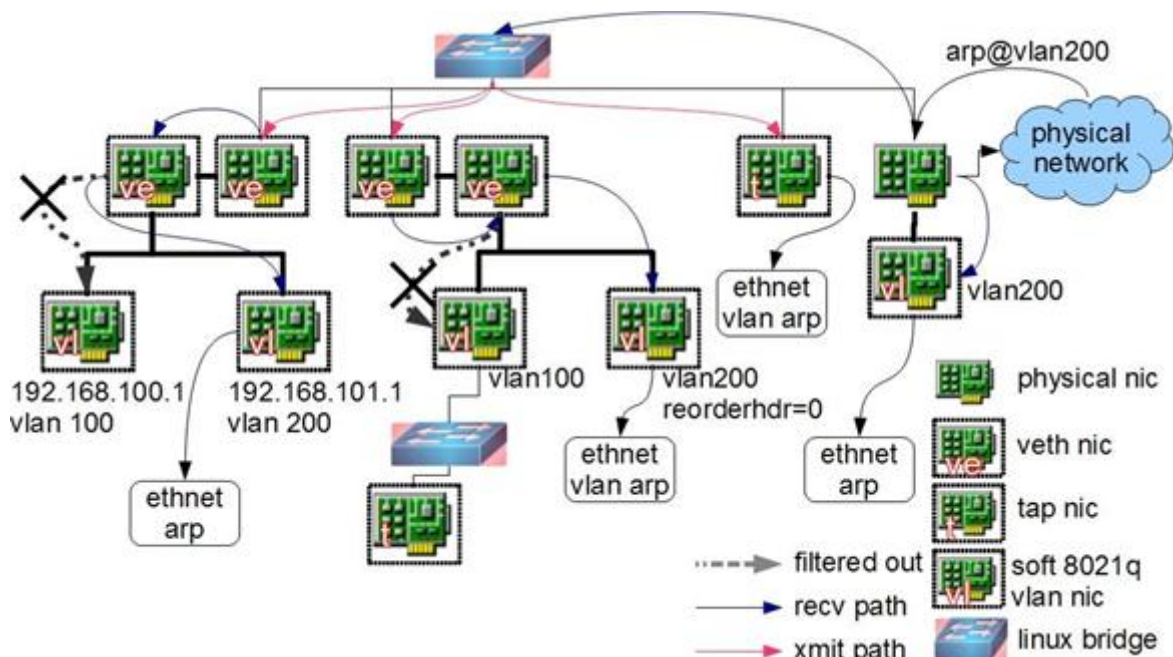 arp@vlan200
physical
network
ve
ve
ve
ve
t
vl
vlan200
ethnet
vlan arp
vl
vl
vl
vl
192.168.100.1
vlan 100
192.168.101.1
vlan 200
vlan100
vlan200
reorderhdr=0
physical nic
ethnet
arp
ethnet
vlan arp
ethnet
arp
t
ve
veth nic
t
tap nic
vl
soft 8021q
vlan nic
linux bridge
filtered out
recv path
xmit path